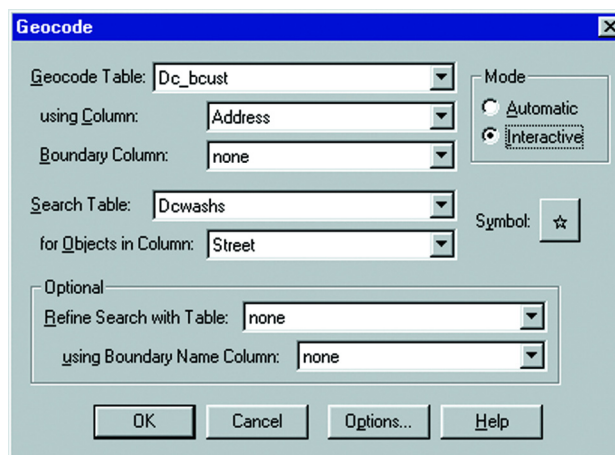 Geocode
Geocode Table: Dc_bcust
using Column: Address
Boundary Column: none
Mode
Automatic
Interactive
Search Table: Dcwashs
for Objects in Column: Street
Symbol:
Optional
Refine Search with Table: none
using Boundary Name Column: none
OK Cancel Options... Help